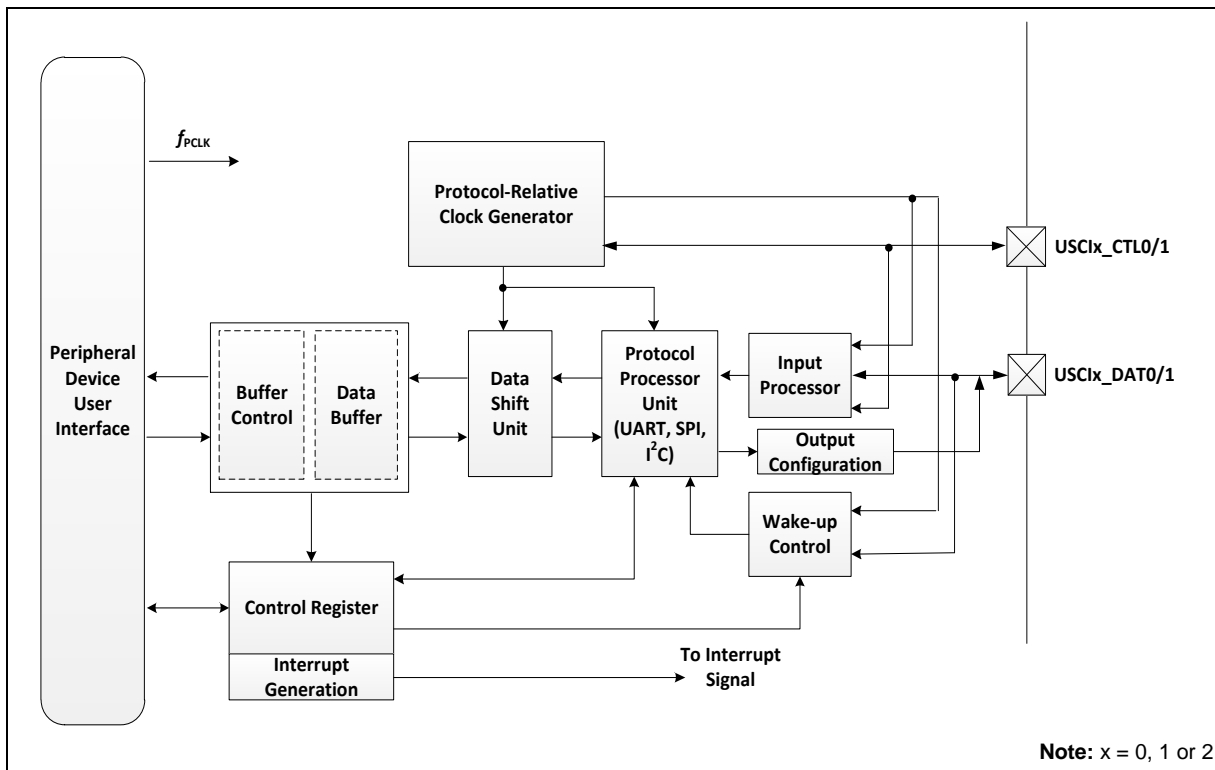 fPCLK
Protocol-Relative
Clock Generator
USCIx_CTL0/1
Peripheral
Device
User
Interface
Buffer
Control
Data
Buffer
Data
Shift
Unit
Protocol
Processor
Unit
(UART, SPI,
I²C)
Input
Processor
USCIx_DAT0/1
Output
Configuration
Wake-up
Control
Control Register
Interrupt
Generation
To Interrupt
Signal
Note: x = 0, 1 or 2